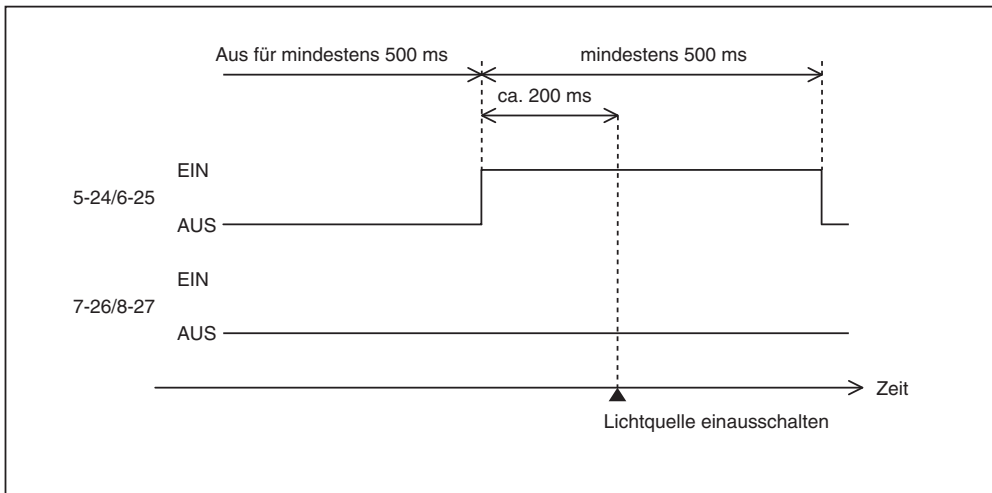 Aus für mindestens 500 ms
mindestens 500 ms
ca. 200 ms
EIN
5-24/6-25
AUS
EIN
7-26/8-27
AUS
Zeit
Lichtquelle einausschalten